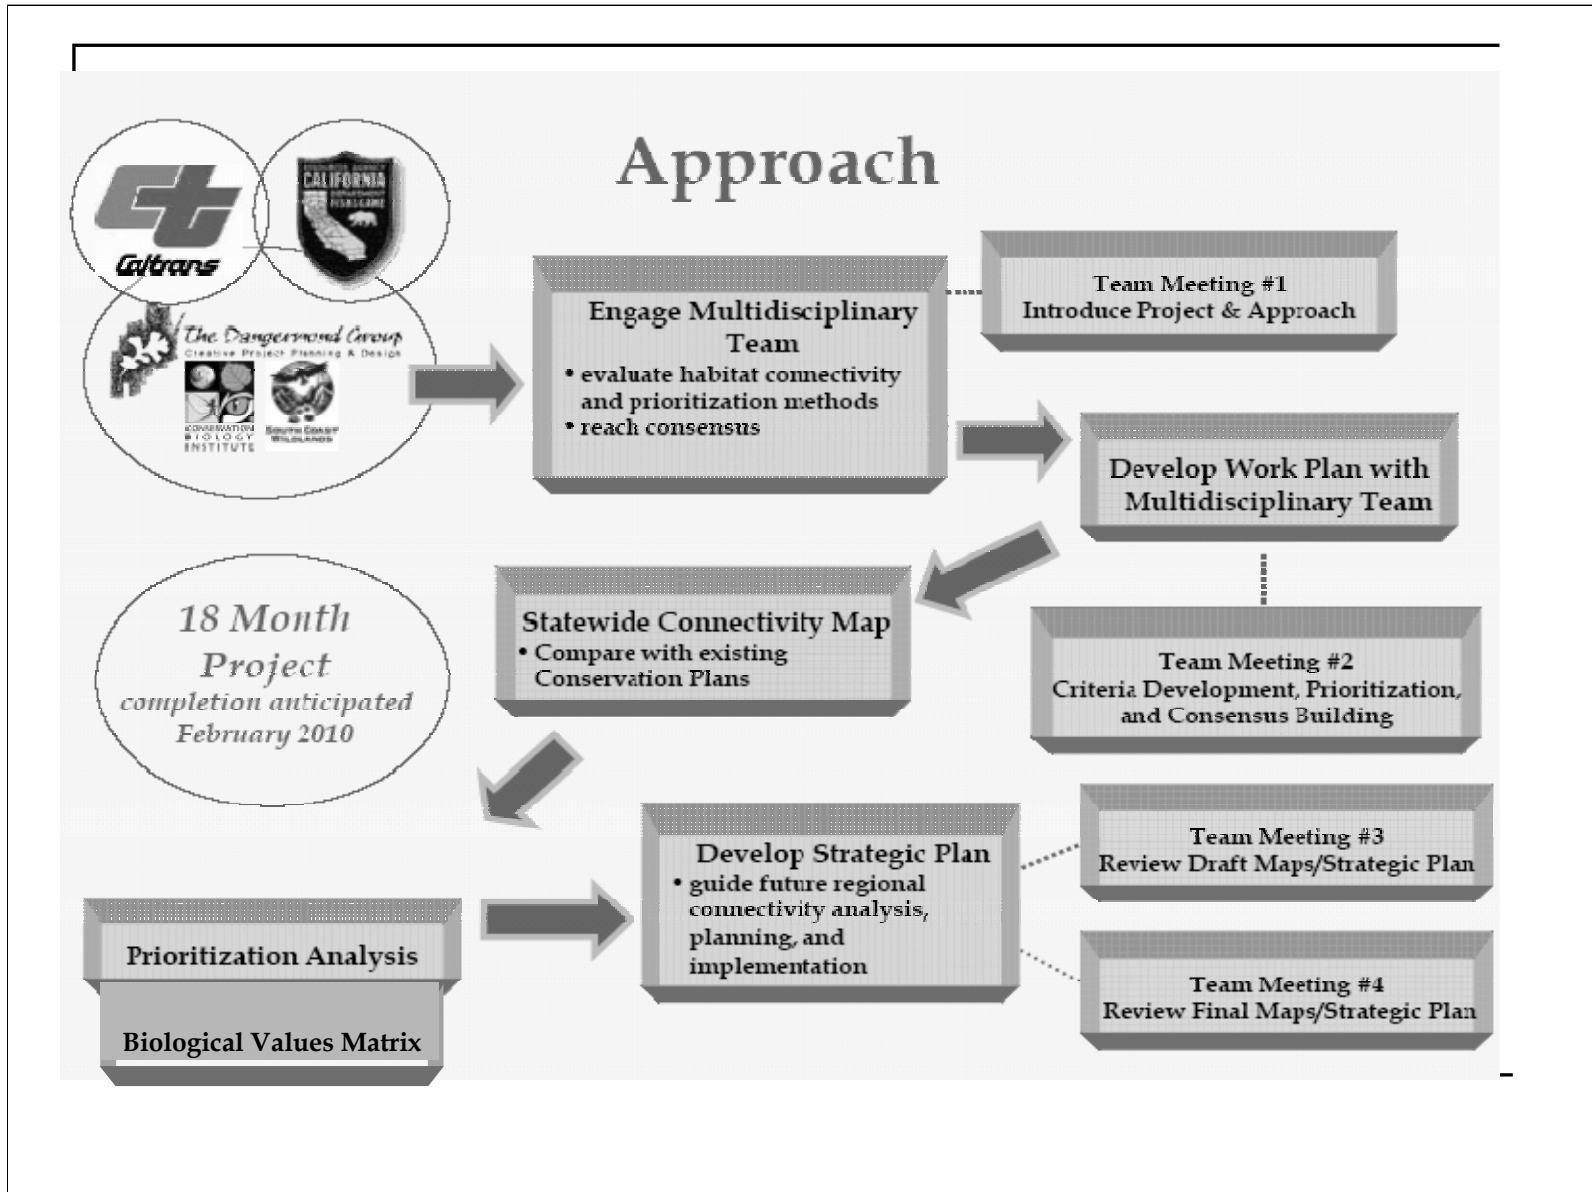 Approach
Caltrans
CALIFORNIA
FISH & GAME
The Dangermond Group
Creative Project Planning & Design
CONSERVATION
BIOLOGY
INSTITUTE
SOUTH COAST
WILDLANDS
Engage Multidisciplinary
Team
• evaluate habitat connectivity
and prioritization methods
• reach consensus
Team Meeting #1
Introduce Project & Approach
Develop Work Plan with
Multidisciplinary Team
Statewide Connectivity Map
• Compare with existing
Conservation Plans
Team Meeting #2
Criteria Development, Prioritization,
and Consensus Building
18 Month
Project
completion anticipated
February 2010
Develop Strategic Plan
• guide future regional
connectivity analysis,
planning, and
implementation
Team Meeting #3
Review Draft Maps/Strategic Plan
Prioritization Analysis
Biological Values Matrix
Team Meeting #4
Review Final Maps/Strategic Plan